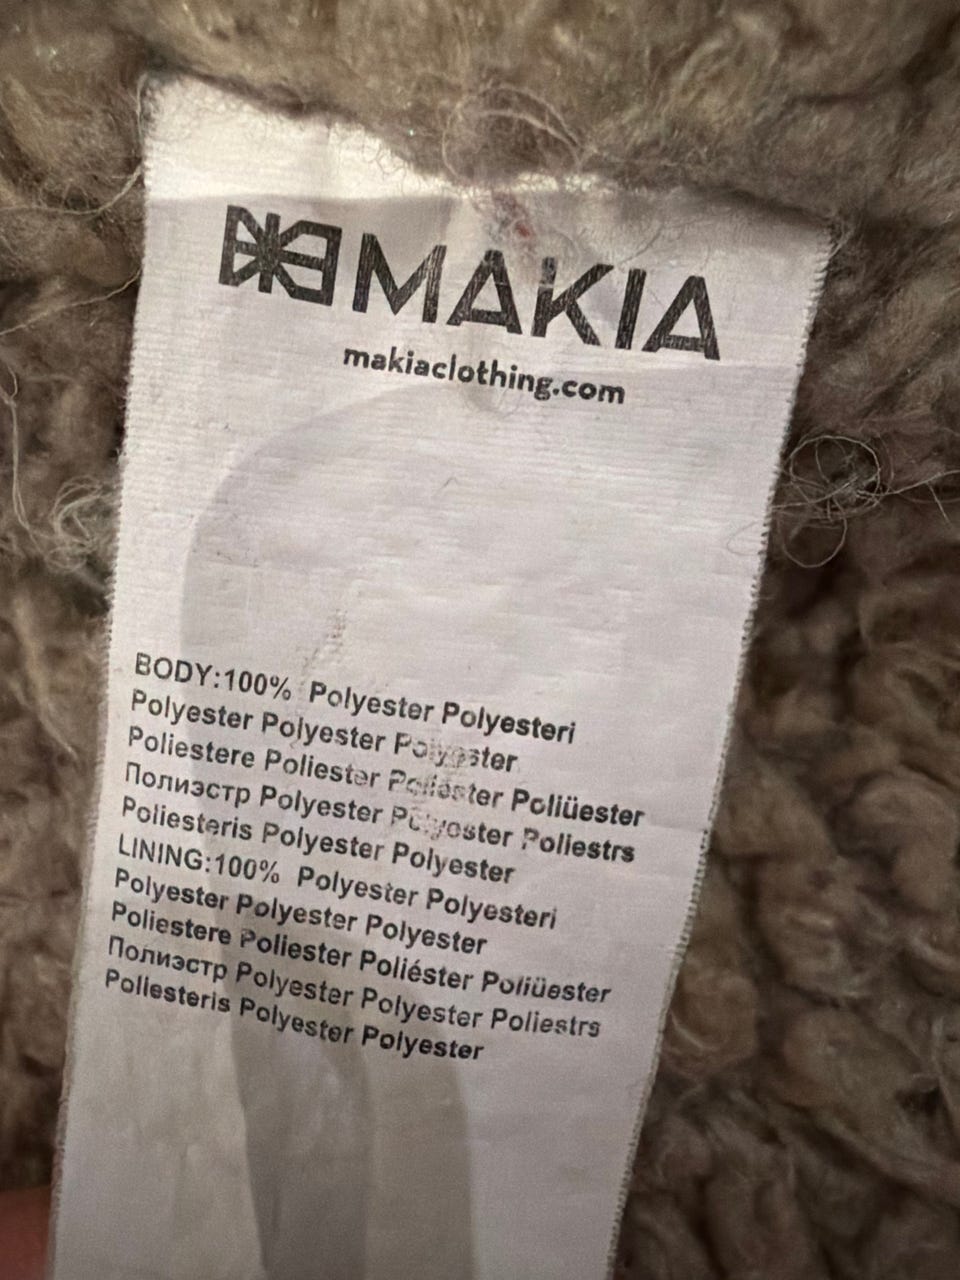 MAKIA
makiaclothing.com
BODY:100% Polyester Polyesteri
Polyester Polyester Polyester
Poliestere Poliester Poliéster Poliüester
Полиэстр Polyester Polyester Poliestrs
Poliesteris Polyester Polyester
LINING:100% Polyester Polyesteri
Polyester Polyester Polyester
Poliestere Poliester Poliéster Poliüester
Полиэстр Polyester Polyester Poliestrs
Poliesteris Polyester Polyester